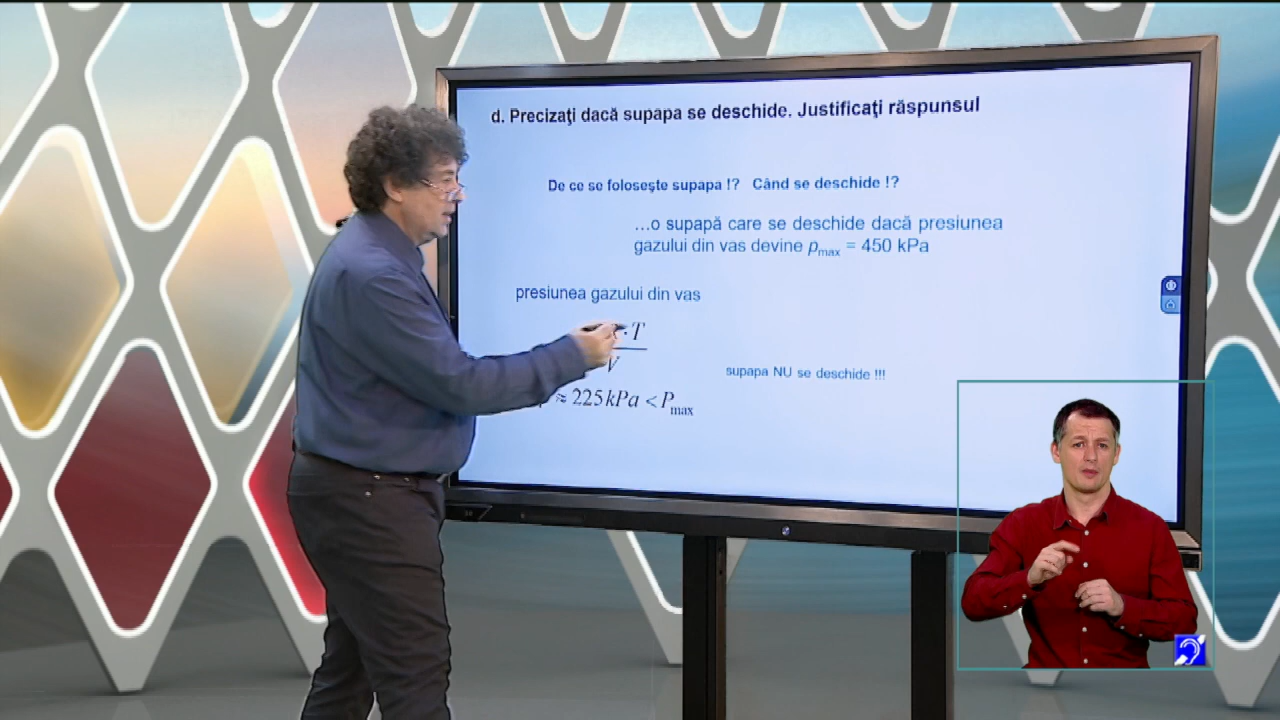 d. Precizaţi dacă supapa se deschide. Justificaţi răspunsul
De ce se foloseşte supapa !? Când se deschide !?
...o supapă care se deschide dacă presiunea
gazului din vas devine pmax = 450 kPa
presiunea gazului din vas
· T
V
≈ 225 kPa < Pmax
supapa NU se deschide !!!